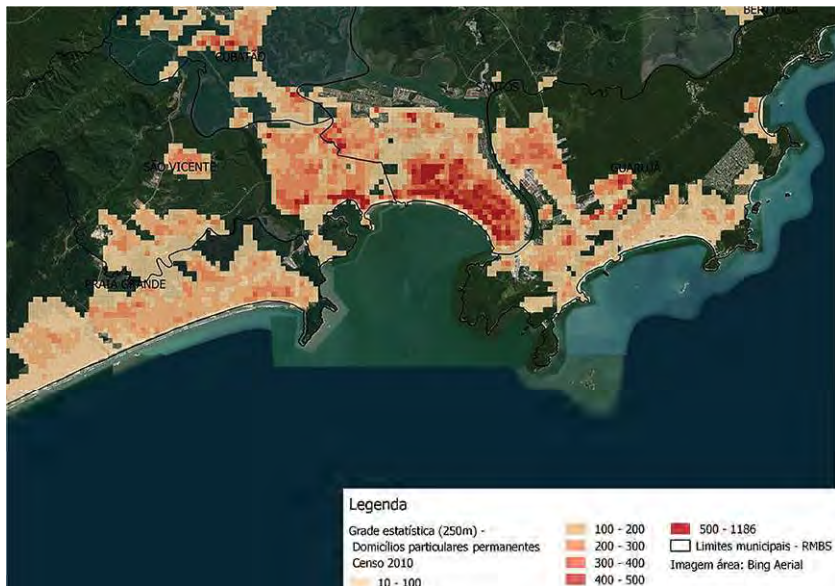 BERTIOGA
CUBATÃO
SANTOS
SÃO VICENTE
GUARUJÁ
PRAIA GRANDE
Legenda
Grade estatística (250m) -
Domicílios particulares permanentes
Censo 2010
10 - 100
100 - 200
200 - 300
300 - 400
400 - 500
500 - 1186
Limites municipais - RMBS
Imagem área: Bing Aerial